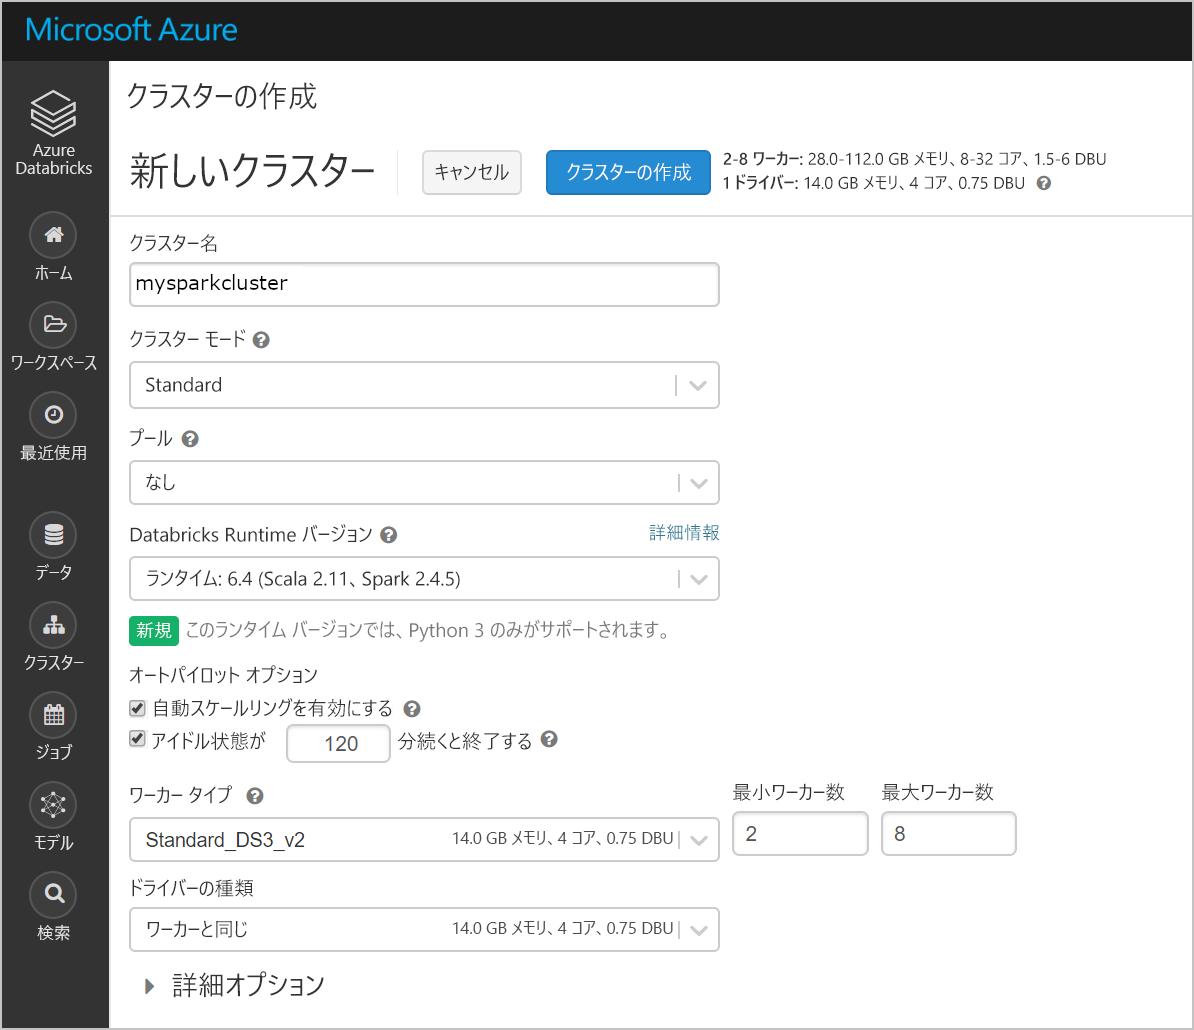 Microsoft Azure
Azure
Databricks
ホーム
ワークスペース
最近使用
データ
クラスター
ジョブ
モデル
検索
クラスターの作成
新しいクラスター
キャンセル
クラスターの作成
2-8 ワーカー: 28.0-112.0 GB メモリ、8-32 コア、1.5-6 DBU
1 ドライバー: 14.0 GB メモリ、4 コア、0.75 DBU ?
クラスター名
mysparkcluster
クラスター モード ?
Standard
プール ?
なし
Databricks Runtime バージョン ? 詳細情報
ランタイム: 6.4 (Scala 2.11、Spark 2.4.5)
新規 このランタイム バージョンでは、Python 3 のみがサポートされます。
オートパイロット オプション
自動スケールリングを有効にする ?
アイドル状態が 120 分続くと終了する ?
ワーカー タイプ ? 最小ワーカー数 最大ワーカー数
Standard_DS3_v2 14.0 GB メモリ、4 コア、0.75 DBU 2 8
ドライバーの種類
ワーカーと同じ 14.0 GB メモリ、4 コア、0.75 DBU
詳細オプション